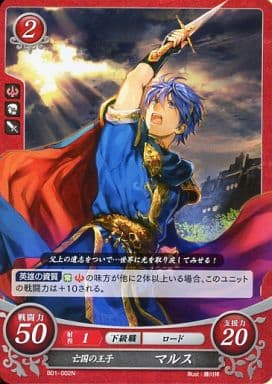 2
父上の遺志をついで…世界に光を取り戻してみせる!
英雄の資質 の味方が他に2体以上いる場合、このユニット
の戦闘力は+10される。
戦闘力
50
射程
1
下級職
ロード
支援力
20
亡国の王子
マルス
B01-002N